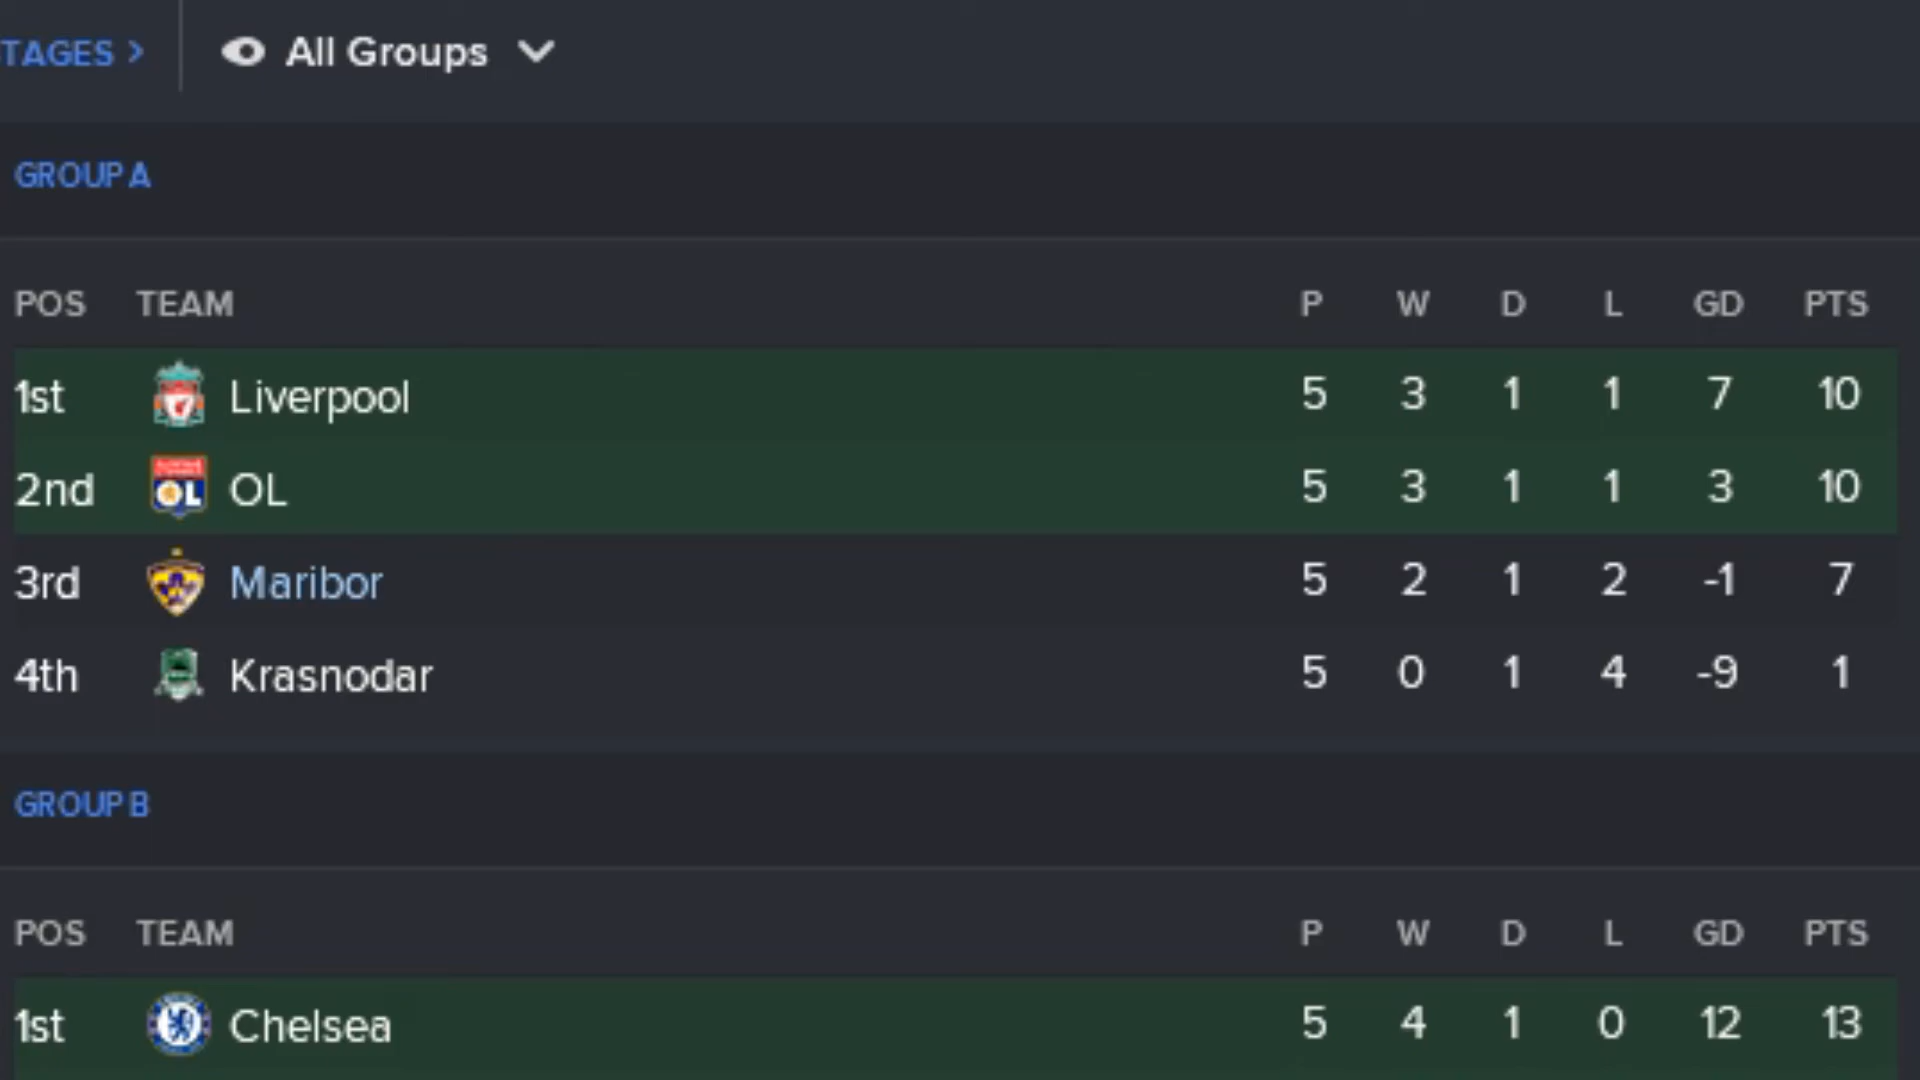 TAGES > All Groups
GROUP A
POS TEAM P W D L GD PTS
1st Liverpool 5 3 1 1 7 10
2nd OL 5 3 1 1 3 10
3rd Maribor 5 2 1 2 -1 7
4th Krasnodar 5 0 1 4 -9 1
GROUP B
POS TEAM P W D L GD PTS
1st Chelsea 5 4 1 0 12 13